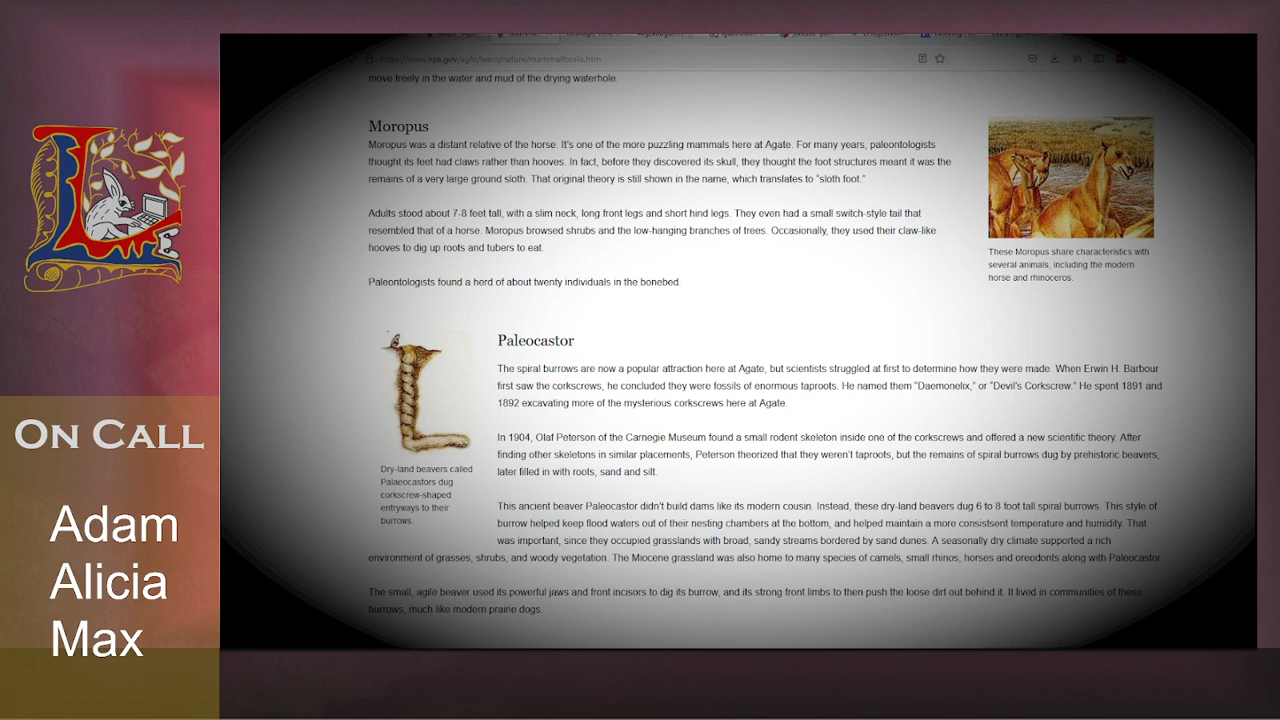 https://www.nps.gov/agfo/learn/nature/mammalfossils.htm
move freely in the water and mud of the drying waterhole.
Moropus
Moropus was a distant relative of the horse. It's one of the more puzzling mammals here at Agate. For many years, paleontologists
thought its feet had claws rather than hooves. In fact, before they discovered its skull, they thought the foot structures meant it was the
remains of a very large ground sloth. That original theory is still shown in the name, which translates to "sloth foot."
Adults stood about 7-8 feet tall, with a slim neck, long front legs and short hind legs. They even had a small switch-style tail that
resembled that of a horse. Moropus browsed shrubs and the low-hanging branches of trees. Occasionally, they used their claw-like
hooves to dig up roots and tubers to eat.
Paleontologists found a herd of about twenty individuals in the bonebed.
These Moropus share characteristics with
several animals, including the modern
horse and rhinoceros.
Paleocastor
The spiral burrows are now a popular attraction here at Agate, but scientists struggled at first to determine how they were made. When Erwin H. Barbour
first saw the corkscrews, he concluded they were fossils of enormous taproots. He named them "Daemonelix," or "Devil's Corkscrew." He spent 1891 and
1892 excavating more of the mysterious corkscrews here at Agate.
In 1904, Olaf Peterson of the Carnegie Museum found a small rodent skeleton inside one of the corkscrews and offered a new scientific theory. After
finding other skeletons in similar placements, Peterson theorized that they weren't taproots, but the remains of spiral burrows dug by prehistoric beavers,
later filled in with roots, sand and silt.
This ancient beaver Paleocastor didn't build dams like its modern cousin. Instead, these dry-land beavers dug 6 to 8 foot tall spiral burrows. This style of
burrow helped keep flood waters out of their nesting chambers at the bottom, and helped maintain a more consistsent temperature and humidity. That
was important, since they occupied grasslands with broad, sandy streams bordered by sand dunes. A seasonally dry climate supported a rich
environment of grasses, shrubs, and woody vegetation. The Miocene grassland was also home to many species of camels, small rhinos, horses and oreodonts along with Paleocastor
The small, agile beaver used its powerful jaws and front incisors to dig its burrow, and its strong front limbs to then push the loose dirt out behind it. It lived in communities of these
burrows, much like modern prairie dogs.
Dry-land beavers called
Palaeocastors dug
corkscrew-shaped
entryways to their
burrows.
On Call
Adam
Alicia
Max